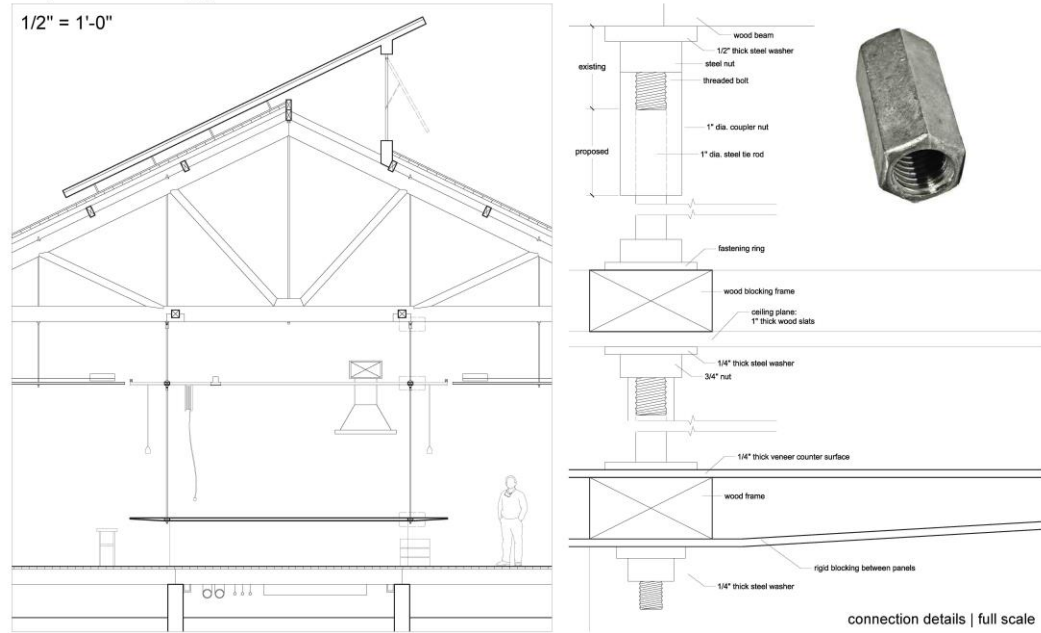 1/2" = 1'-0"
wood beam
1/2" thick steel washer
steel nut
existing
threaded bolt
1" dia. coupler nut
proposed
1" dia. steel tie rod
fastening ring
wood blocking frame
ceiling plane:
1" thick wood slats
1/4" thick steel washer
3/4" nut
1/4" thick veneer counter surface
wood frame
rigid blocking between panels
1/4" thick steel washer
connection details | full scale